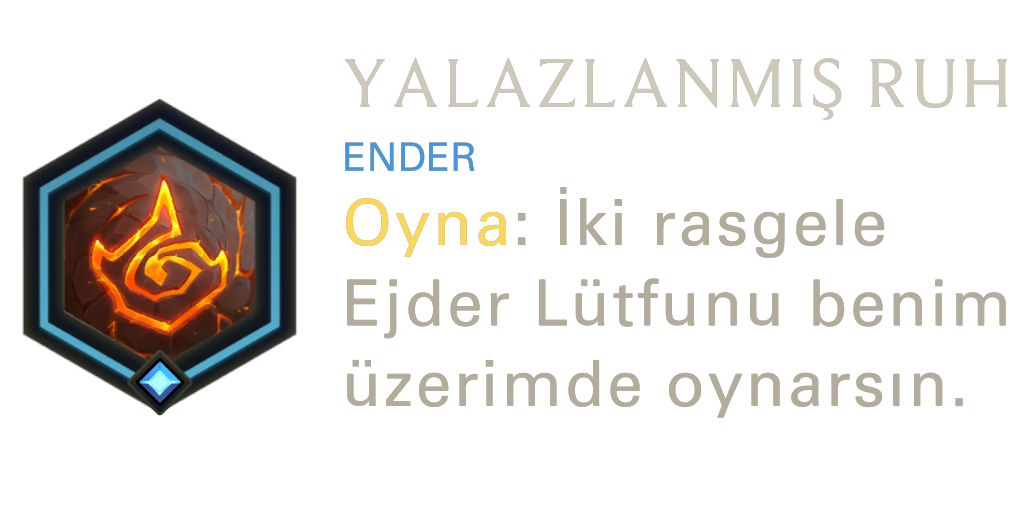 YALAZLANMIŞ RUH
ENDER
Oyna: İki rasgele
Ejder Lütfunu benim
üzerimde oynarsın.